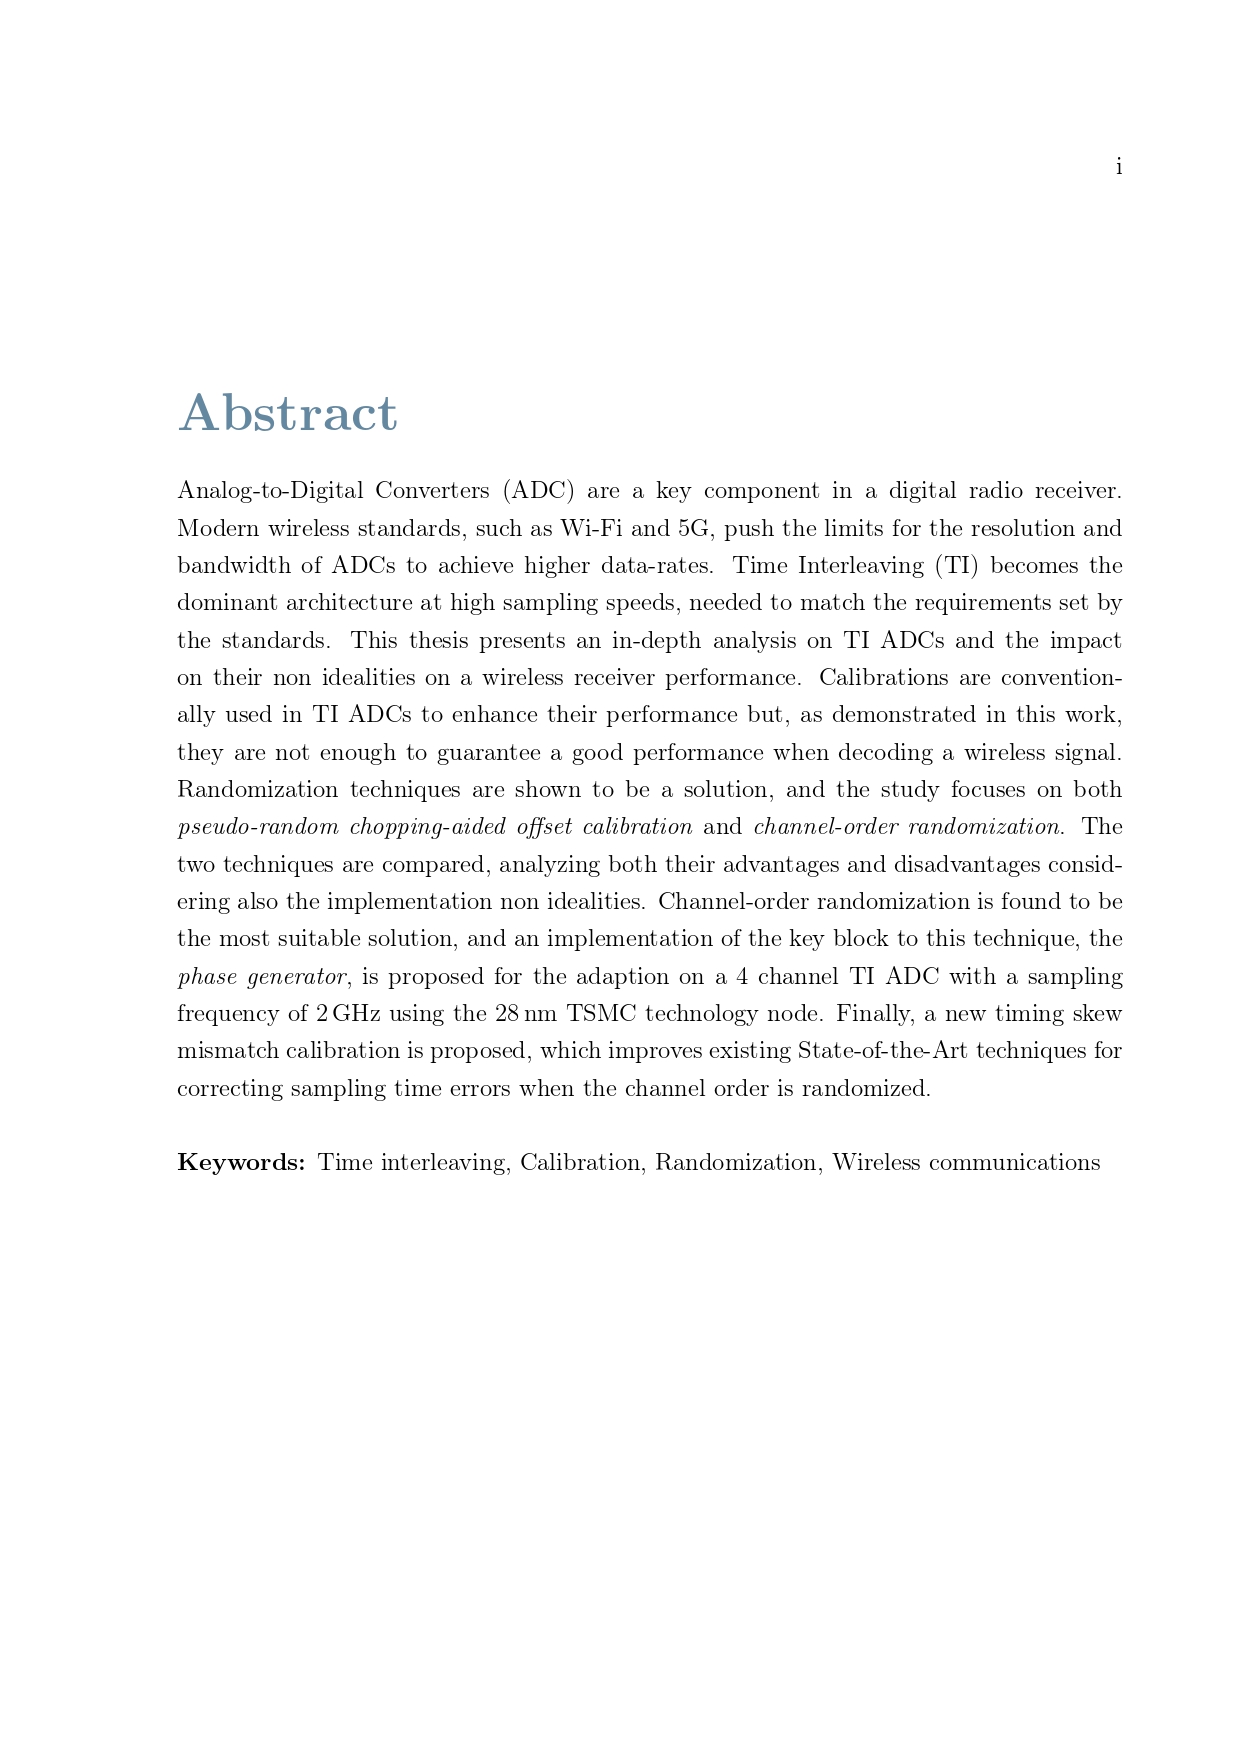 i
Abstract
Analog-to-Digital Converters (ADC) are a key component in a digital radio receiver.
Modern wireless standards, such as Wi-Fi and 5G, push the limits for the resolution and
bandwidth of ADCs to achieve higher data-rates. Time Interleaving (TI) becomes the
dominant architecture at high sampling speeds, needed to match the requirements set by
the standards. This thesis presents an in-depth analysis on TI ADCs and the impact
on their non idealities on a wireless receiver performance. Calibrations are convention-
ally used in TI ADCs to enhance their performance but, as demonstrated in this work,
they are not enough to guarantee a good performance when decoding a wireless signal.
Randomization techniques are shown to be a solution, and the study focuses on both
pseudo-random chopping-aided offset calibration and channel-order randomization. The
two techniques are compared, analyzing both their advantages and disadvantages consid-
ering also the implementation non idealities. Channel-order randomization is found to be
the most suitable solution, and an implementation of the key block to this technique, the
phase generator, is proposed for the adaption on a 4 channel TI ADC with a sampling
frequency of 2 GHz using the 28 nm TSMC technology node. Finally, a new timing skew
mismatch calibration is proposed, which improves existing State-of-the-Art techniques for
correcting sampling time errors when the channel order is randomized.
Keywords: Time interleaving, Calibration, Randomization, Wireless communications